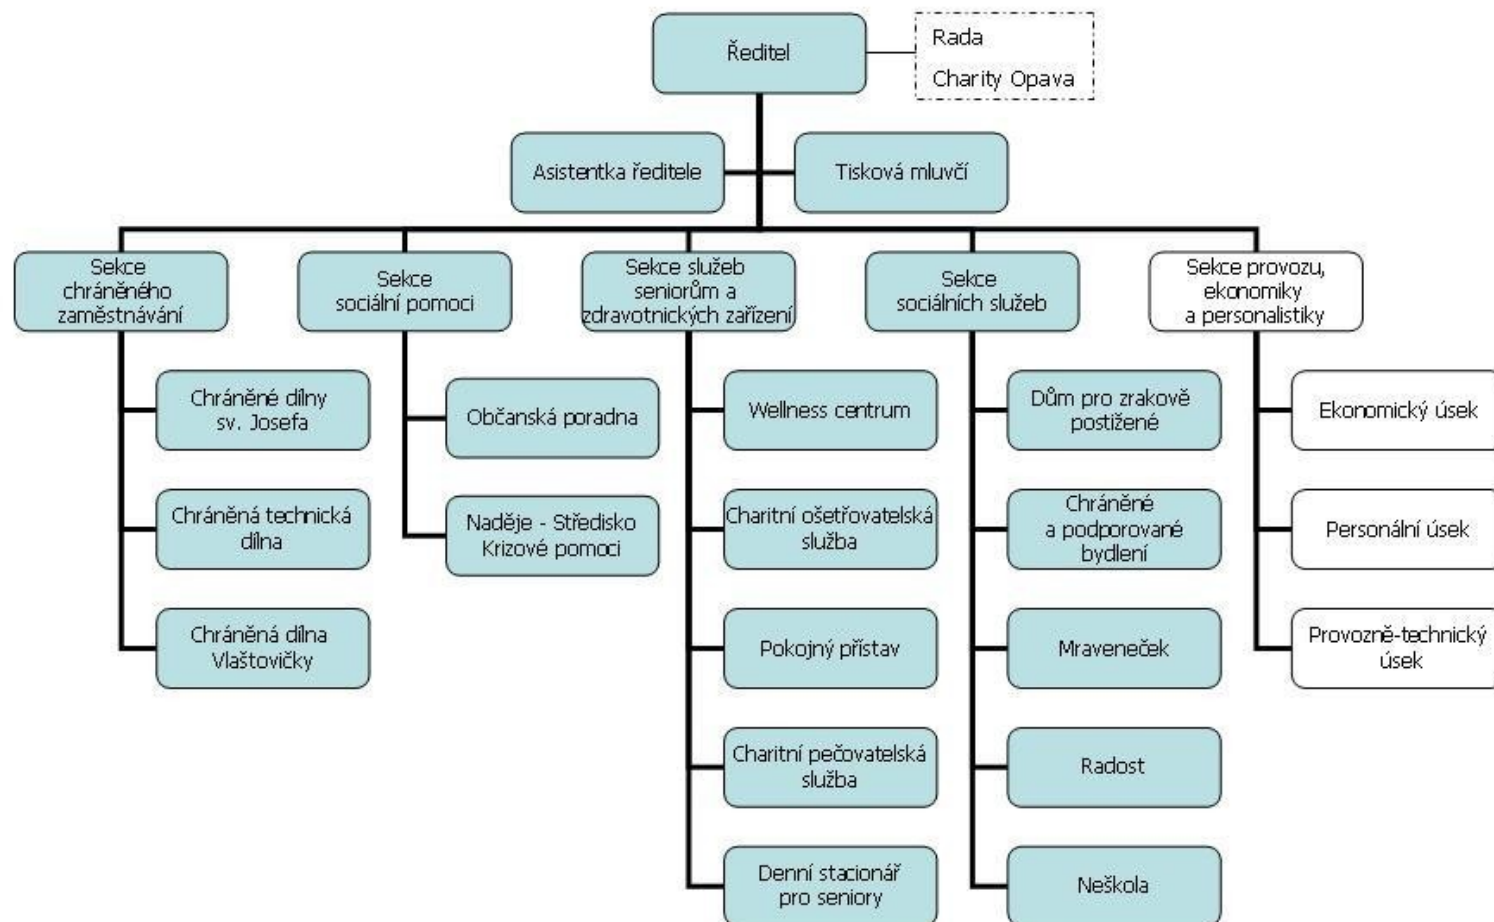 Ředitel
Rada
Charity Opava
Asistentka ředitele
Tisková mluvčí
Sekce
chráněného
zaměstnávání
Sekce
sociální pomoci
Sekce služeb
seniorům a
zdravotnických zařízení
Sekce
sociálních služeb
Sekce provozu,
ekonomiky
a personalistiky
Chráněné dílny
sv. Josefa
Chráněná technická
dílna
Chráněná dílna
Vlaštovičky
Občanská poradna
Naděje - Středisko
Krizové pomoci
Wellness centrum
Charitní ošetřovatelská
služba
Pokojný přístav
Charitní pečovatelská
služba
Denní stacionář
pro seniory
Dům pro zrakově
postižené
Chráněné
a podporované
bydlení
Mraveneček
Radost
Neškola
Ekonomický úsek
Personální úsek
Provozně-technický
úsek